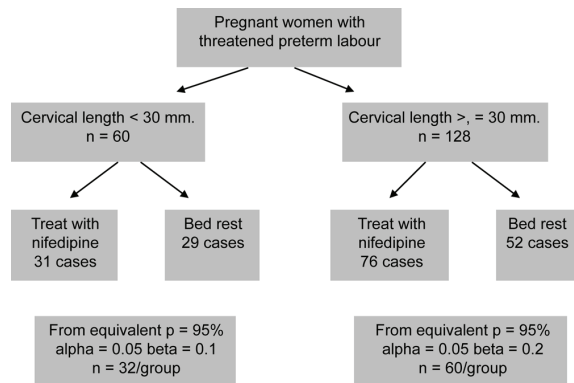 Pregnant women with
threatened preterm labour
Cervical length < 30 mm.
n = 60
Cervical length >, = 30 mm.
n = 128
Treat with
nifedipine
31 cases
Bed rest
29 cases
Treat with
nifedipine
76 cases
Bed rest
52 cases
From equivalent p = 95%
alpha = 0.05 beta = 0.1
n = 32/group
From equivalent p = 95%
alpha = 0.05 beta = 0.2
n = 60/group